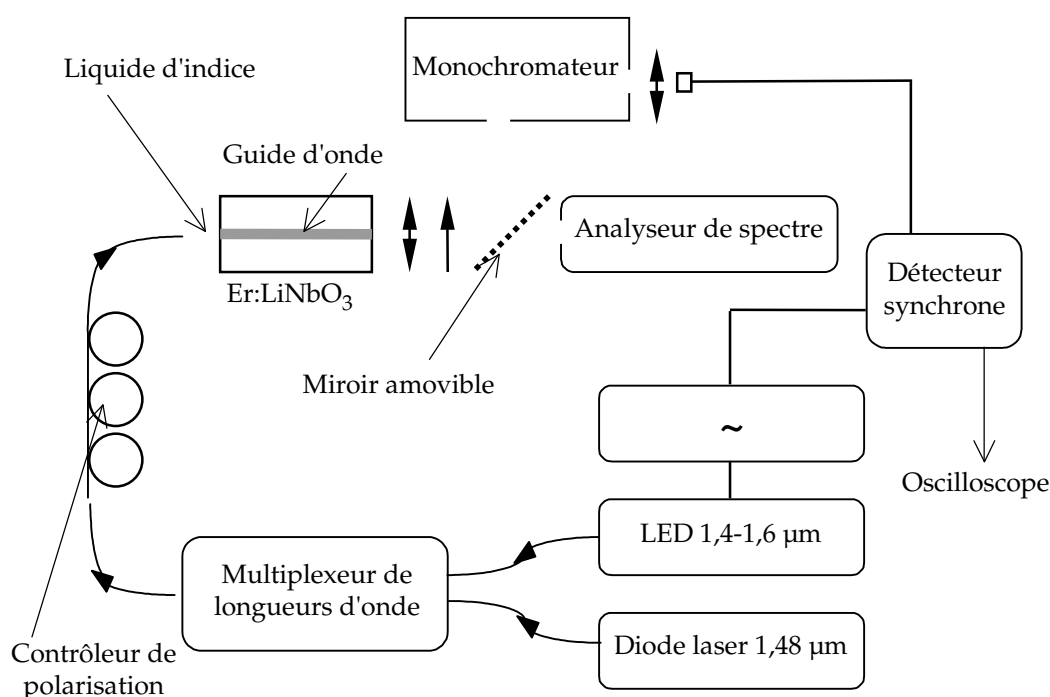 Monochromateur
Liquide d'indice
Guide d'onde
Analyseur de spectre
Er:LiNbO3
Détecteur
synchrone
Miroir amovible
~
Oscilloscope
LED 1,4-1,6 µm
Multiplexeur de
longueurs d'onde
Diode laser 1,48 µm
Contrôleur de
polarisation